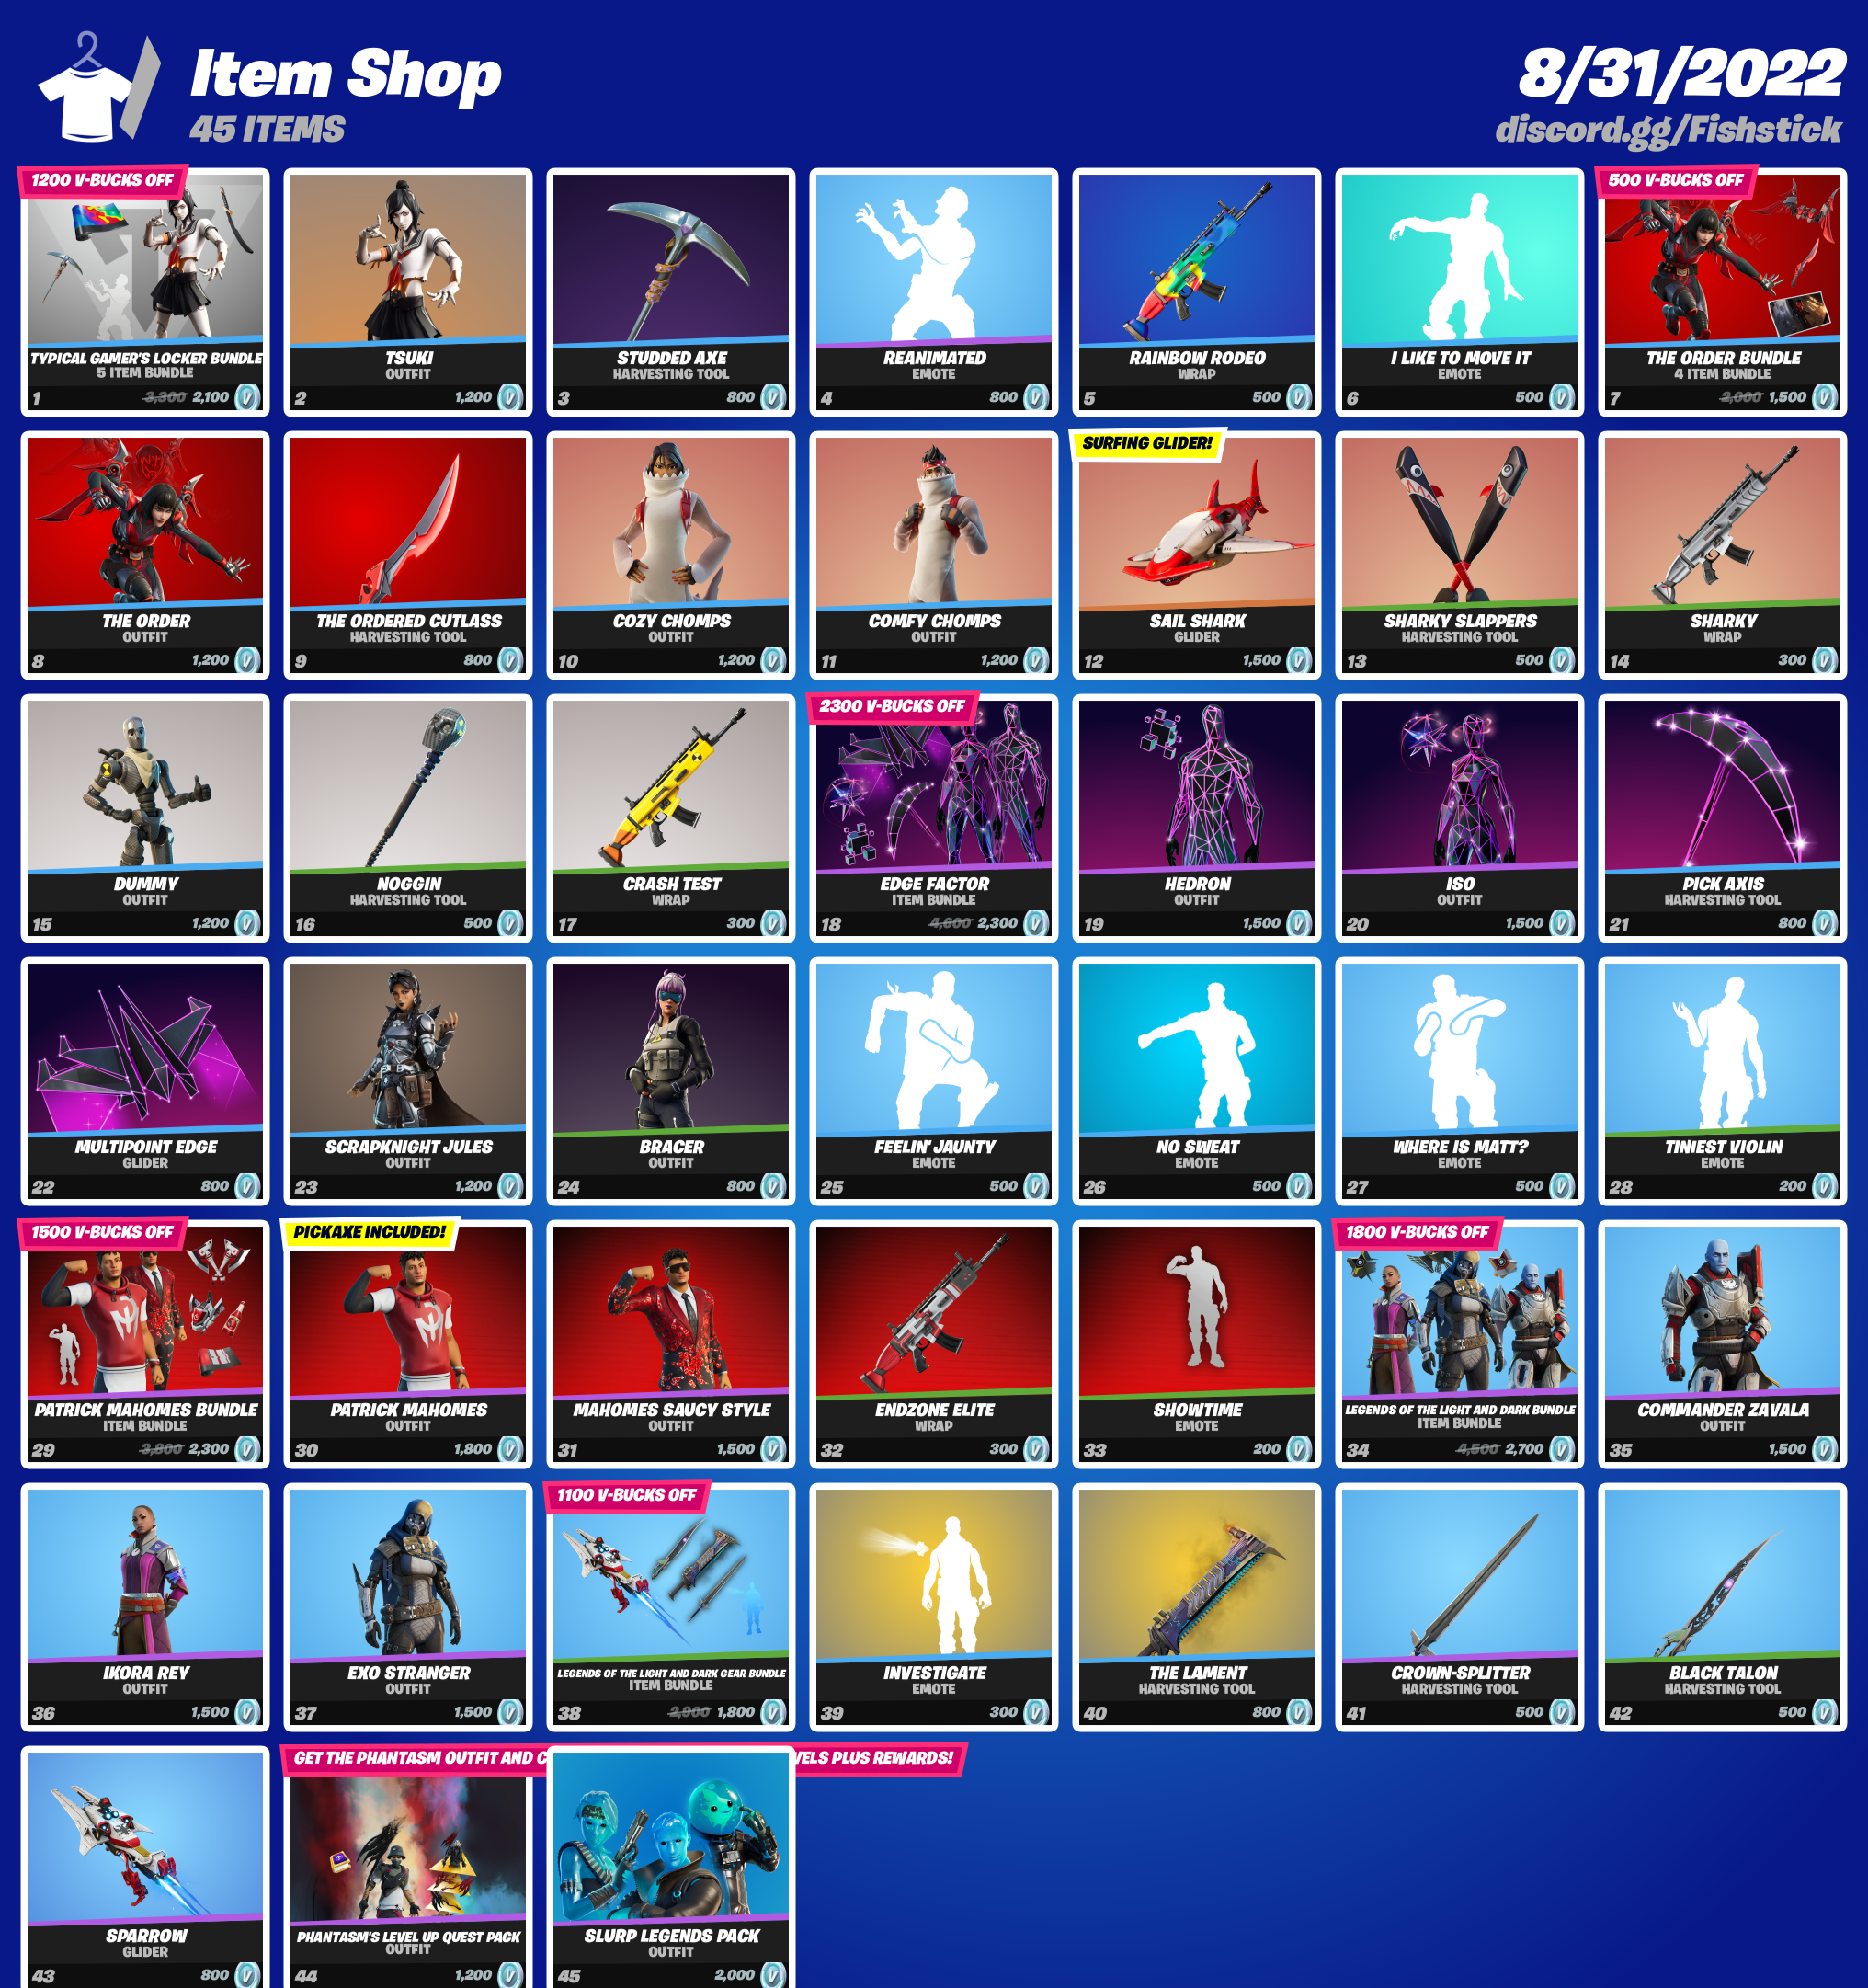 Item Shop
45 ITEMS
8/31/2022
discord.gg/Fishstick
1200 V-BUCKS OFF
TYPICAL GAMER'S LOCKER BUNDLE
5 ITEM BUNDLE
1 3,300 2,100
TSUKI
OUTFIT
2 1,200
STUDDED AXE
HARVESTING TOOL
3 800
REANIMATED
EMOTE
4 800
RAINBOW RODEO
WRAP
5 500
I LIKE TO MOVE IT
EMOTE
6 500
500 V-BUCKS OFF
THE ORDER BUNDLE
4 ITEM BUNDLE
7 2,000 1,500
THE ORDER
OUTFIT
8 1,200
THE ORDERED CUTLASS
HARVESTING TOOL
9 800
COZY CHOMPS
OUTFIT
10 1,200
COMFY CHOMPS
OUTFIT
11 1,200
SURFING GLIDER!
SAIL SHARK
GLIDER
12 1,500
SHARKY SLAPPERS
HARVESTING TOOL
13 500
SHARKY
WRAP
14 300
DUMMY
OUTFIT
15 1,200
NOGGIN
HARVESTING TOOL
16 500
CRASH TEST
WRAP
17 300
2300 V-BUCKS OFF
EDGE FACTOR
ITEM BUNDLE
18 4,600 2,300
HEDRON
OUTFIT
19 1,500
ISO
OUTFIT
20 1,500
PICK AXIS
HARVESTING TOOL
21 800
MULTIPOINT EDGE
GLIDER
22 800
SCRAPKNIGHT JULES
OUTFIT
23 1,200
BRACER
OUTFIT
24 800
FEELIN' JAUNTY
EMOTE
25 500
NO SWEAT
EMOTE
26 500
WHERE IS MATT?
EMOTE
27 500
TINIEST VIOLIN
EMOTE
28 200
1500 V-BUCKS OFF
PATRICK MAHOMES BUNDLE
ITEM BUNDLE
29 3,800 2,300
PICKAXE INCLUDED!
PATRICK MAHOMES
OUTFIT
30 1,800
MAHOMES SAUCY STYLE
OUTFIT
31 1,500
ENDZONE ELITE
WRAP
32 300
SHOWTIME
EMOTE
33 200
1800 V-BUCKS OFF
LEGENDS OF THE LIGHT AND DARK BUNDLE
ITEM BUNDLE
34 4,500 2,700
COMMANDER ZAVALA
OUTFIT
35 1,500
IKORA REY
OUTFIT
36 1,500
EXO STRANGER
OUTFIT
37 1,500
1100 V-BUCKS OFF
LEGENDS OF THE LIGHT AND DARK GEAR BUNDLE
ITEM BUNDLE
38 2,900 1,800
INVESTIGATE
EMOTE
39 300
THE LAMENT
HARVESTING TOOL
40 800
CROWN-SPLITTER
HARVESTING TOOL
41 500
BLACK TALON
HARVESTING TOOL
42 500
SPARROW
GLIDER
43 800
GET THE PHANTASM OUTFIT AND PLUS REWARDS!
PHANTASM'S LEVEL UP QUEST PACK
OUTFIT
44 1,200
SLURP LEGENDS PACK
OUTFIT
45 2,000